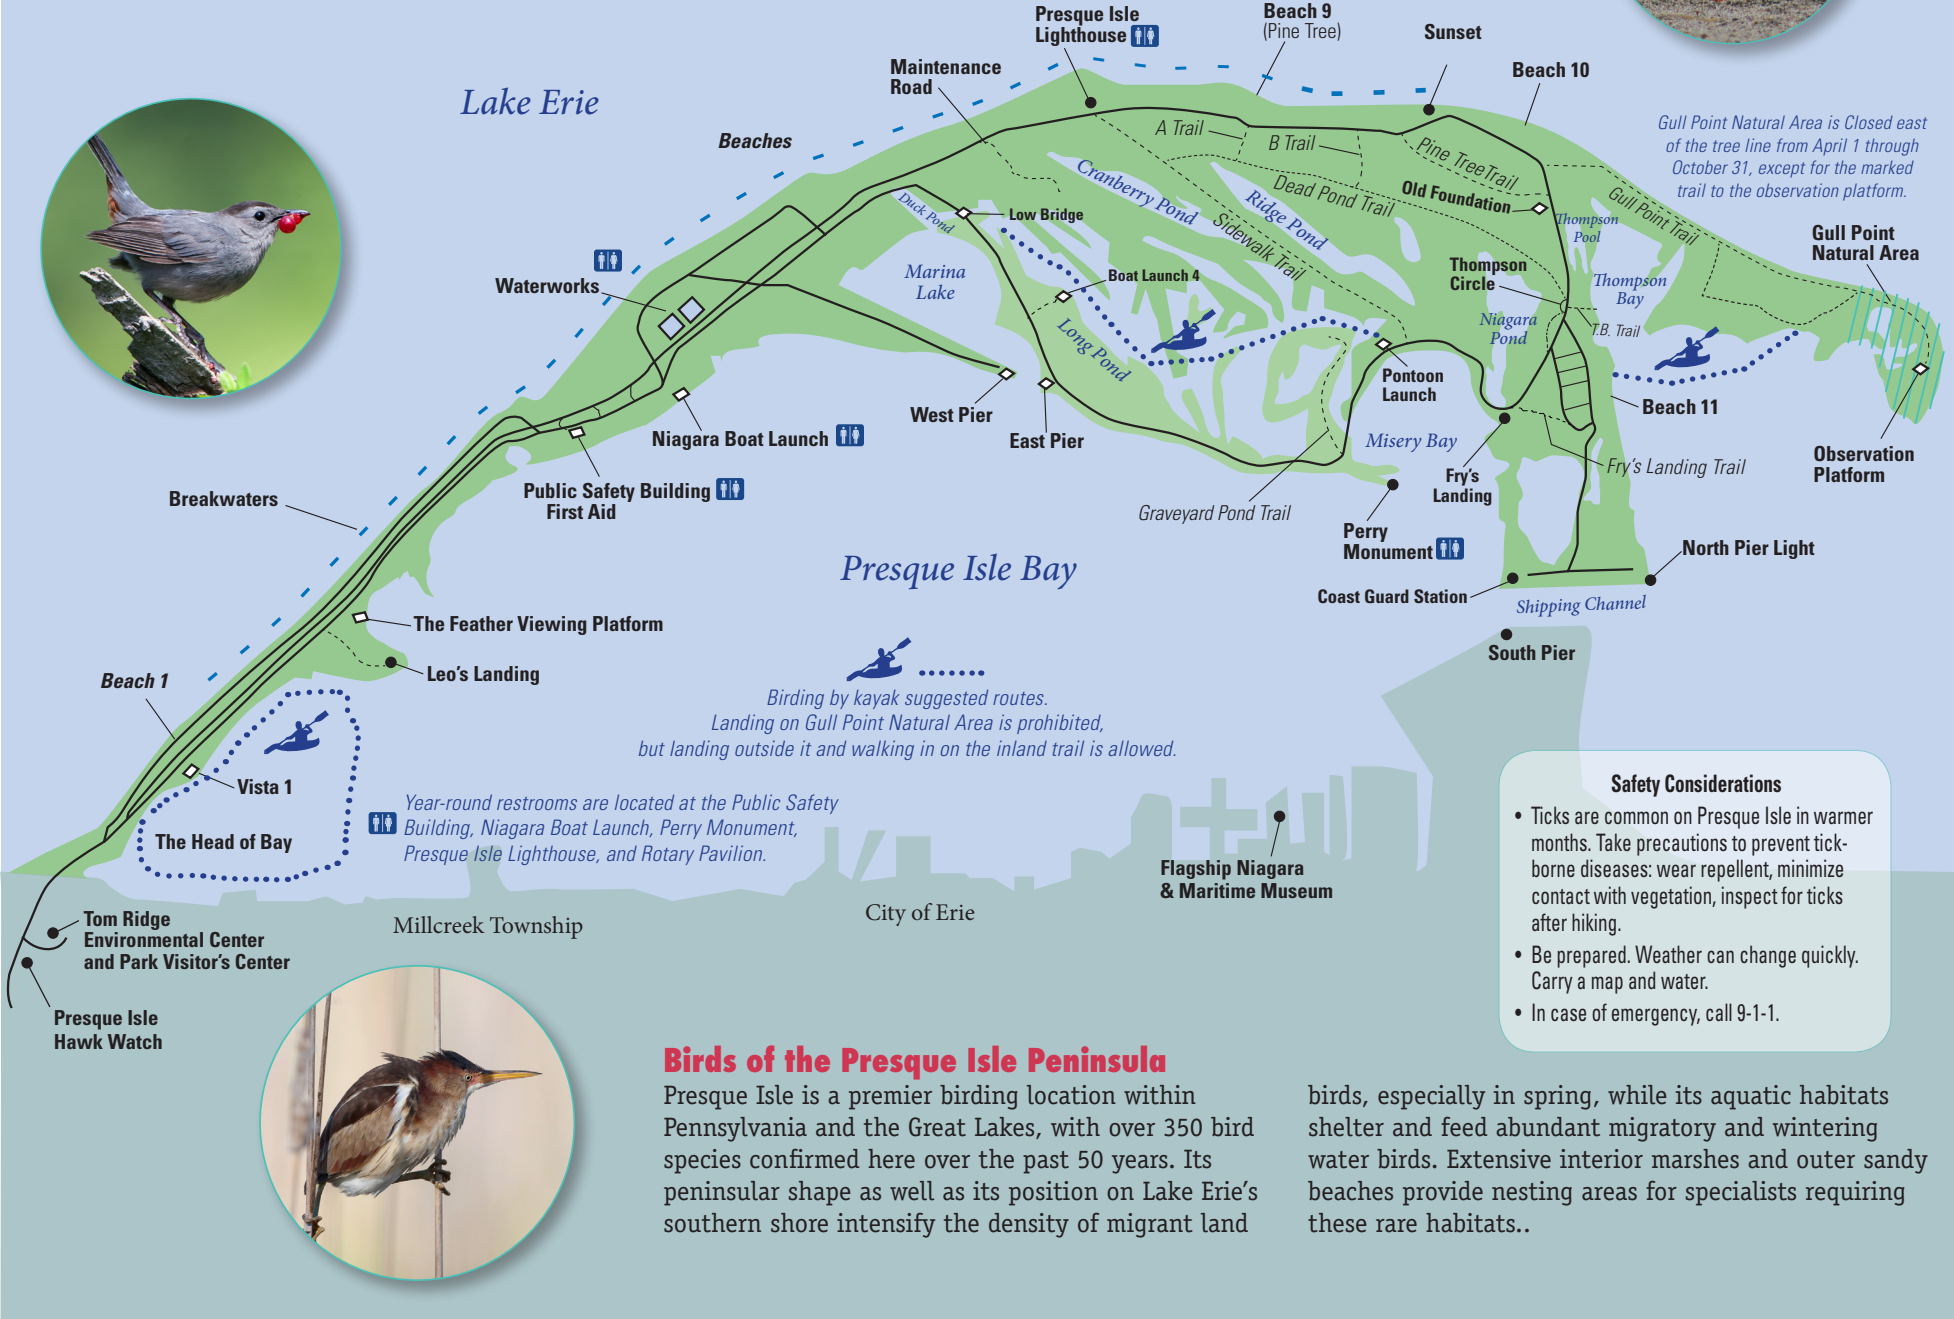 Presque Isle
Lighthouse
Beach 9
(Pine Tree)
Sunset
Beach 10
Maintenance
Road
Lake Erie
Beaches
Gull Point Natural Area is Closed east
of the tree line from April 1 through
October 31, except for the marked
trail to the observation platform.
A Trail
B Trail
Pine TreeTrail
Cranberry Pond
Ridge Pond
Dead Pond Trail
Old Foundation
Gull Point Trail
Duck Pond
Low Bridge
Sidewalk Trail
Thompson
Pool
Gull Point
Natural Area
Waterworks
Marina
Lake
Boat Launch 4
Thompson
Circle
Thompson
Bay
Long Pond
Niagara
Pond
T.B. Trail
Pontoon
Launch
West Pier
East Pier
Beach 11
Niagara Boat Launch
Misery Bay
Observation
Platform
Fry's
Landing
Fry's Landing Trail
Breakwaters
Public Safety Building
First Aid
Graveyard Pond Trail
Perry
Monument
North Pier Light
Presque Isle Bay
Coast Guard Station
Shipping Channel
The Feather Viewing Platform
Leo's Landing
South Pier
Beach 1
Birding by kayak suggested routes.
Landing on Gull Point Natural Area is prohibited,
but landing outside it and walking in on the inland trail is allowed.
Vista 1
The Head of Bay
Year-round restrooms are located at the Public Safety
Building, Niagara Boat Launch, Perry Monument,
Presque Isle Lighthouse, and Rotary Pavilion.
Flagship Niagara
& Maritime Museum
Millcreek Township
City of Erie
Tom Ridge
Environmental Center
and Park Visitor's Center
Presque Isle
Hawk Watch
Safety Considerations
• Ticks are common on Presque Isle in warmer
months. Take precautions to prevent tick-
borne diseases: wear repellent, minimize
contact with vegetation, inspect for ticks
after hiking.
• Be prepared. Weather can change quickly.
Carry a map and water.
• In case of emergency, call 9-1-1.
Birds of the Presque Isle Peninsula
Presque Isle is a premier birding location within
Pennsylvania and the Great Lakes, with over 350 bird
species confirmed here over the past 50 years. Its
peninsular shape as well as its position on Lake Erie's
southern shore intensify the density of migrant land
birds, especially in spring, while its aquatic habitats
shelter and feed abundant migratory and wintering
water birds. Extensive interior marshes and outer sandy
beaches provide nesting areas for specialists requiring
these rare habitats..